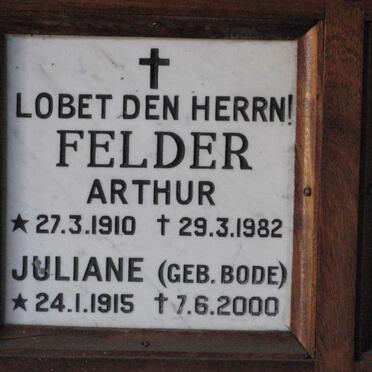 LOBET DEN HERRN!
FELDER
ARTHUR
★ 27.3.1910 † 29.3.1982
JULIANE (GEB. BODE)
★ 24.1.1915 † 7.6.2000